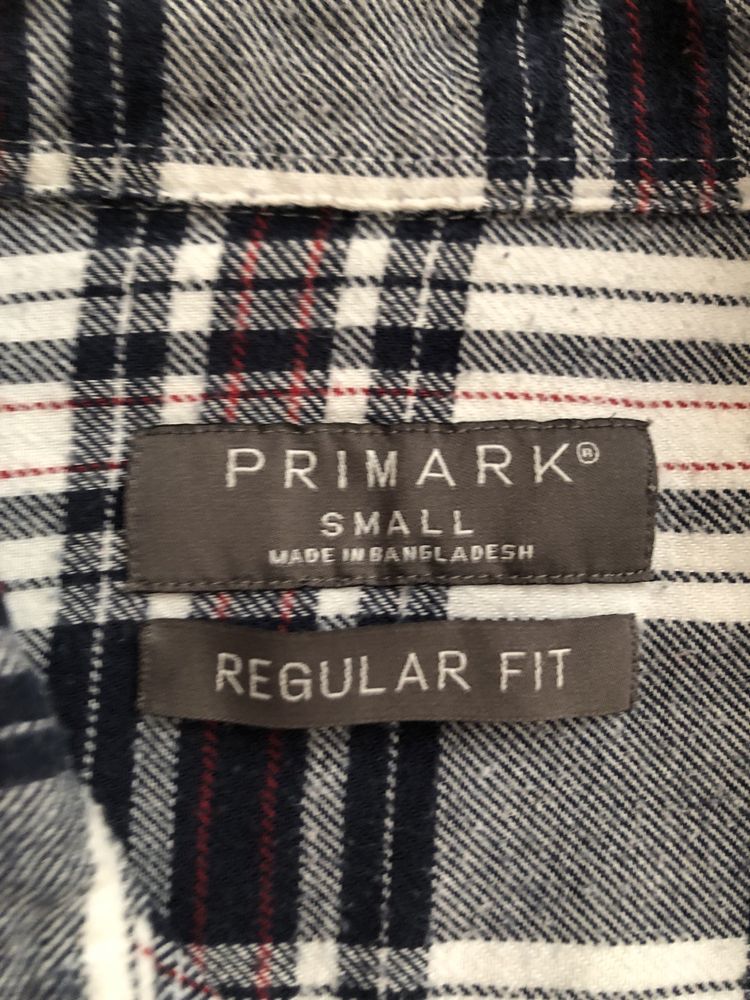 PRIMARK®
SMALL
MADE IN BANGLADESH
REGULAR FIT